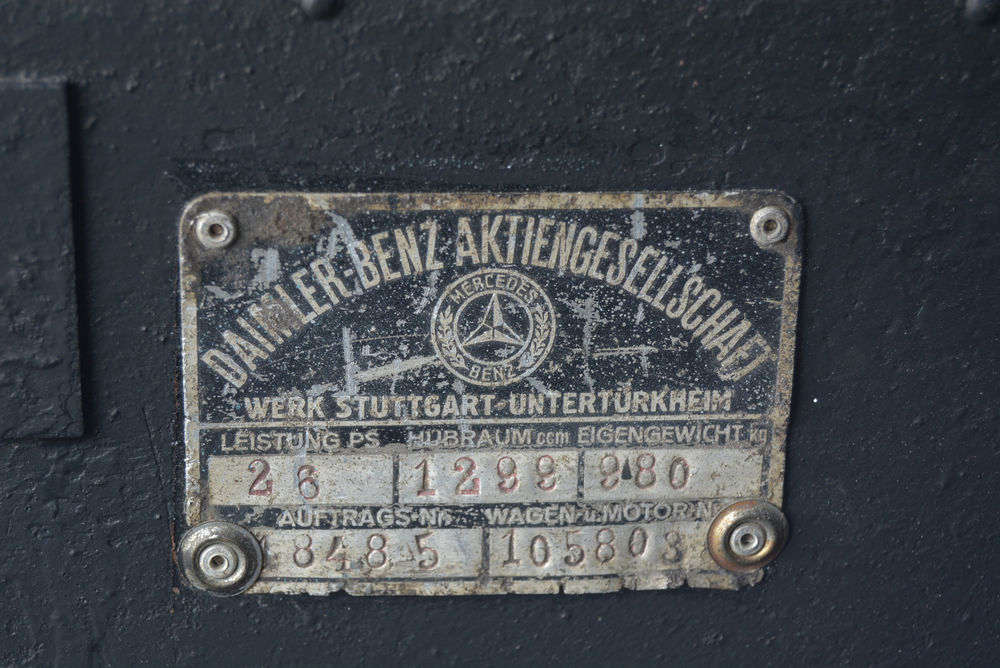 DAIMLER-BENZ AKTIENGESELLSCHAFT
MERCEDES
BENZ
WERK STUTTGART-UNTERTÜRKHEIM
LEISTUNG PS HUBRAUM ccm EIGENGEWICHT kg
26 1299 980
AUFTRAGS-Nr. WAGEN-u.MOTOR-Nr
8485 105803